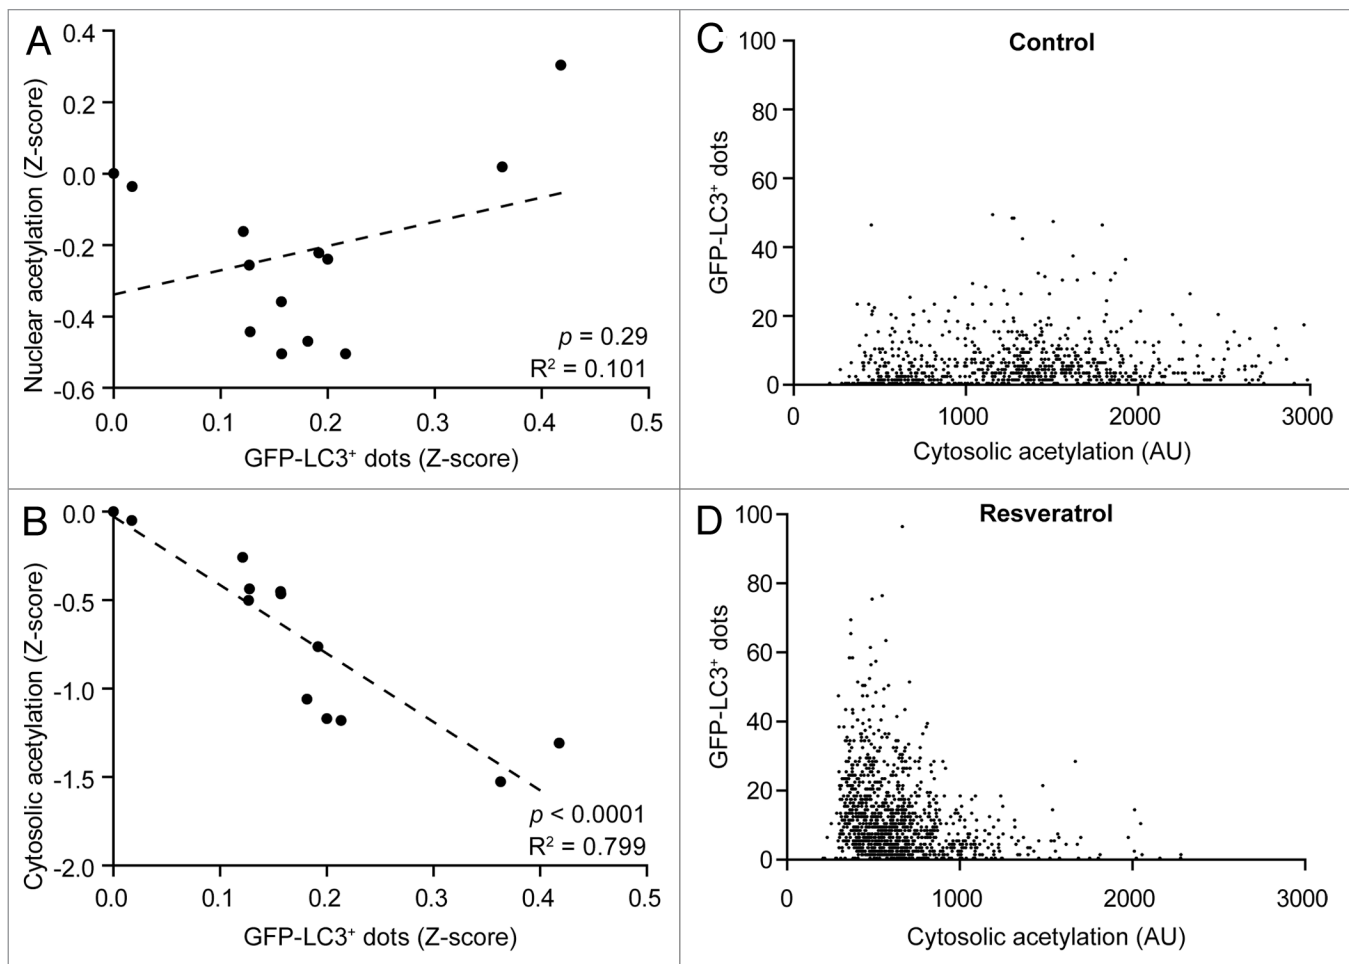 A
Nuclear acetylation (Z-score)
0.4
0.2
0.0
-0.2
-0.4
-0.6
p = 0.29
R² = 0.101
0.0 0.1 0.2 0.3 0.4 0.5
GFP-LC3⁺ dots (Z-score)
C
Control
GFP-LC3⁺ dots
100
80
60
40
20
0
0 1000 2000 3000
Cytosolic acetylation (AU)
B
Cytosolic acetylation (Z-score)
0.0
-0.5
-1.0
-1.5
-2.0
p < 0.0001
R² = 0.799
0.0 0.1 0.2 0.3 0.4 0.5
GFP-LC3⁺ dots (Z-score)
D
Resveratrol
GFP-LC3⁺ dots
100
80
60
40
20
0
0 1000 2000 3000
Cytosolic acetylation (AU)